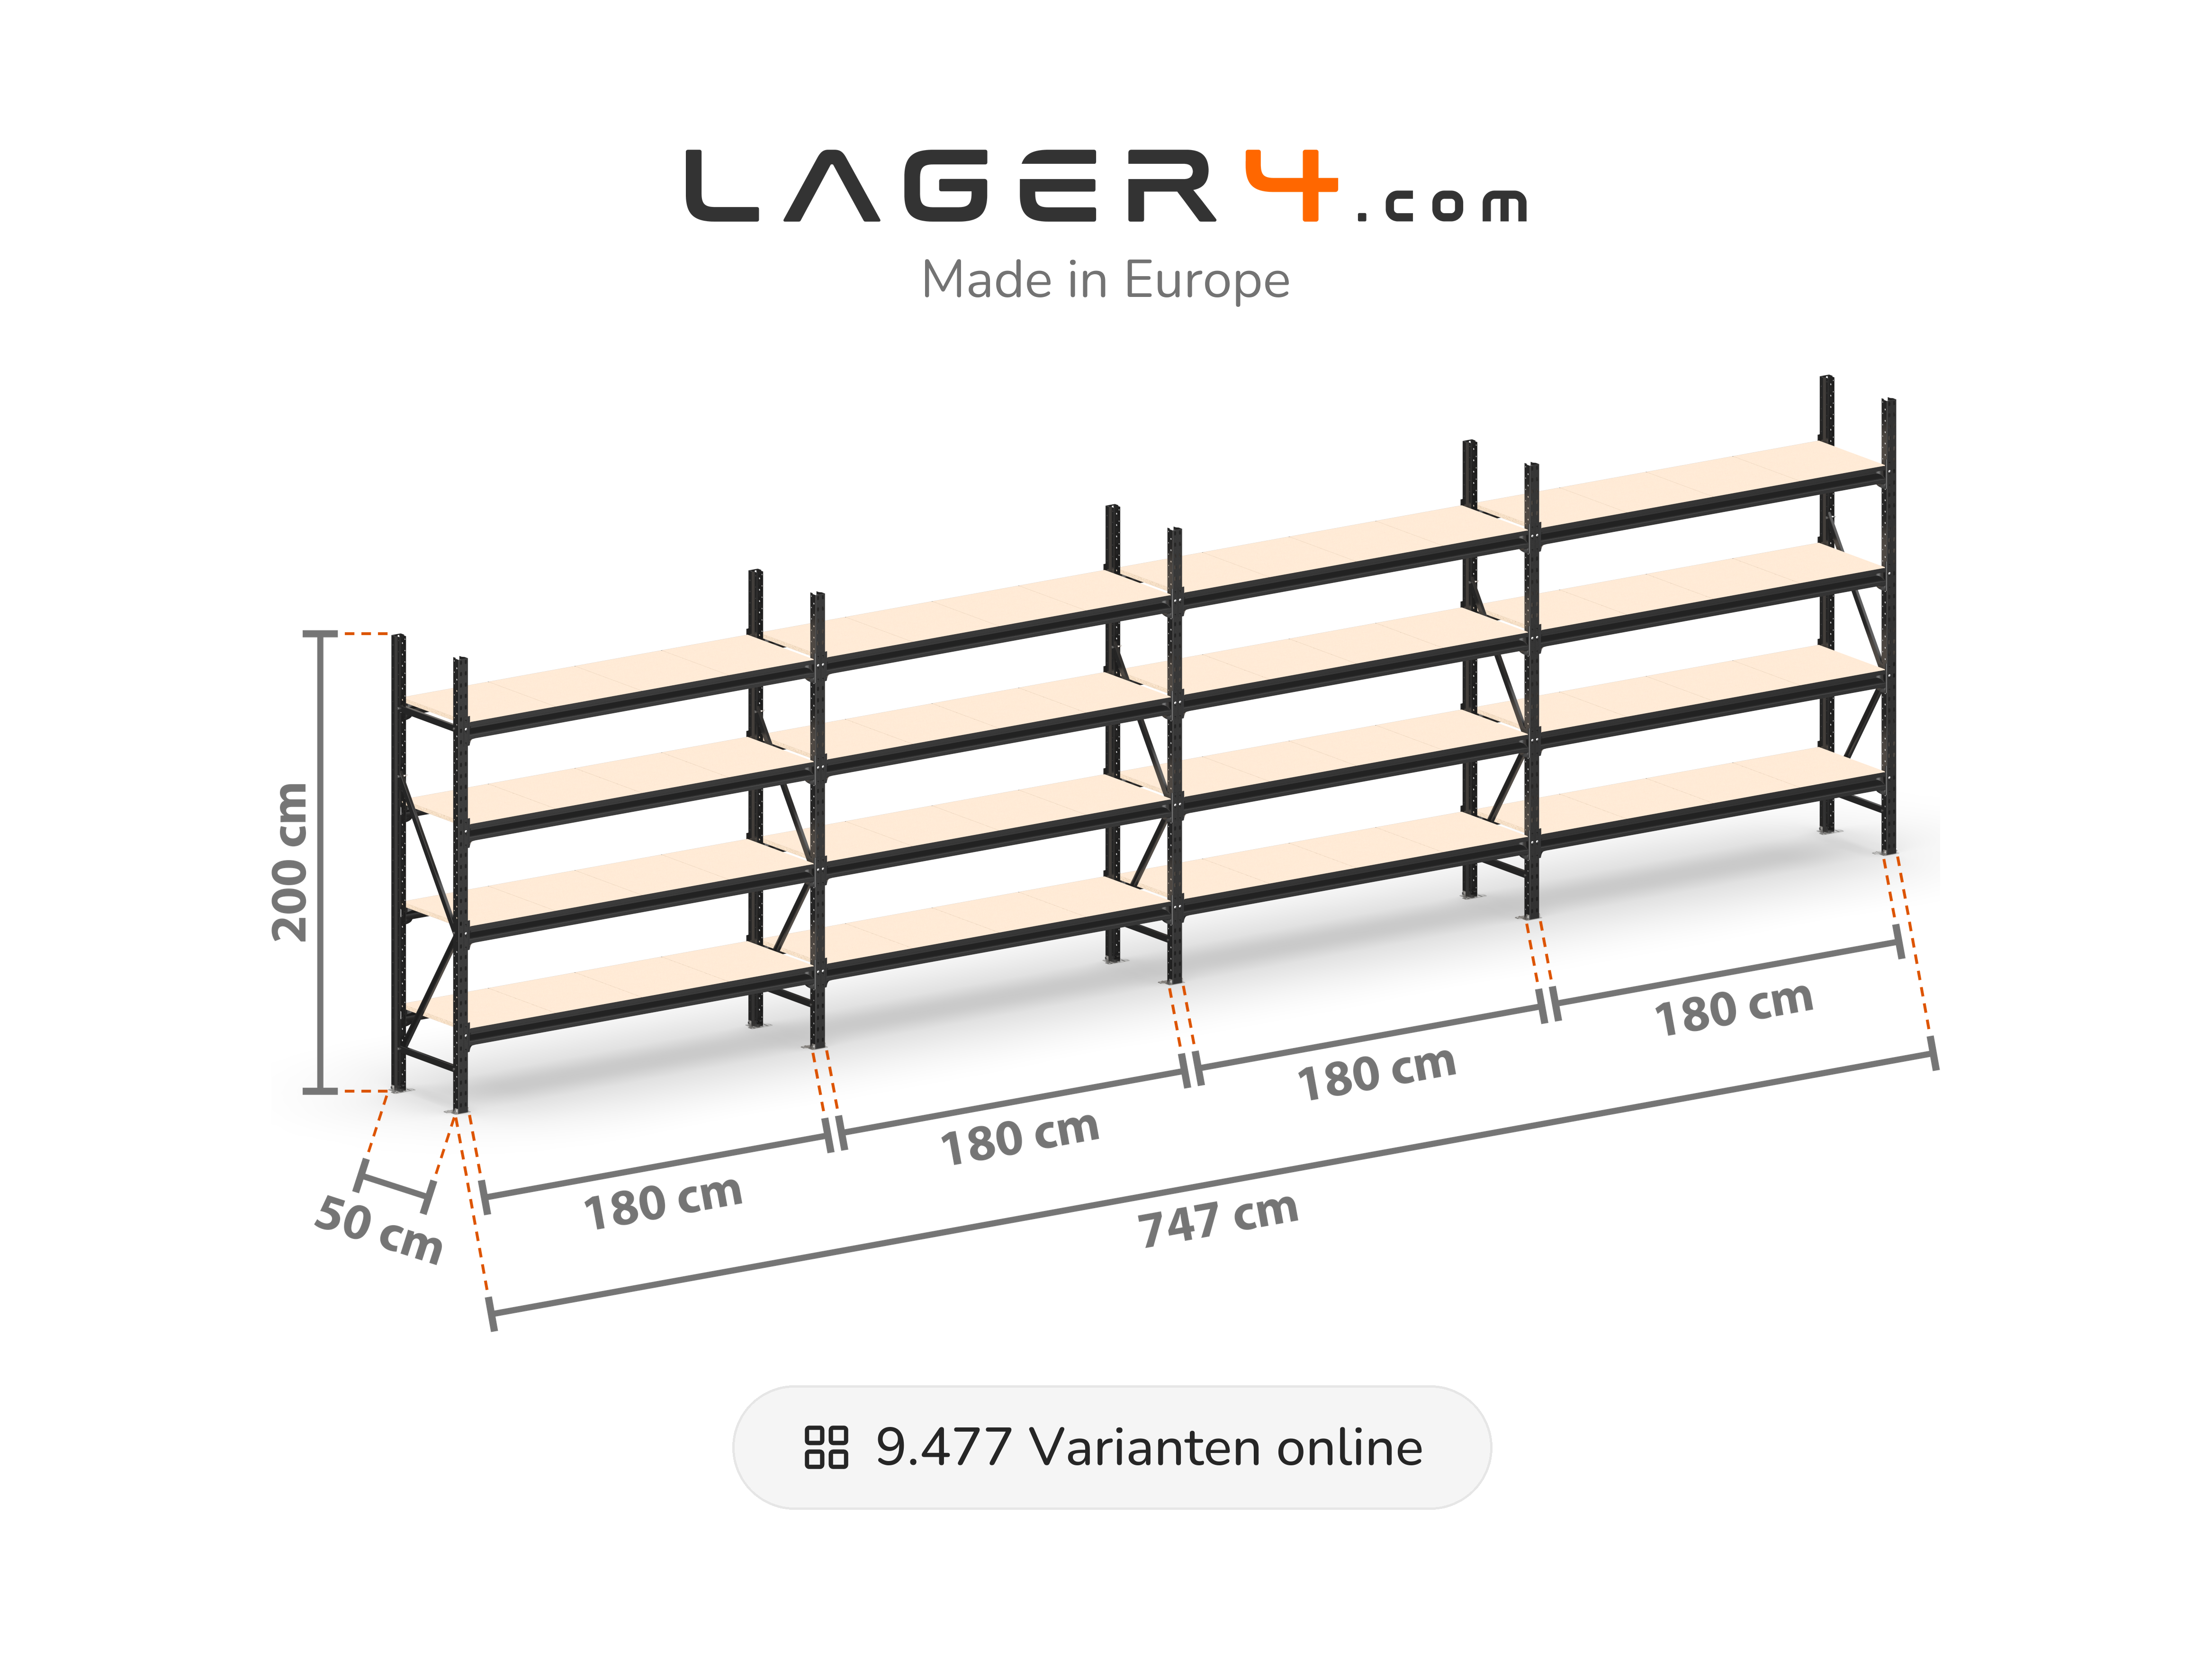 LAGER4.com
Made in Europe
200 cm
50 cm
180 cm
180 cm
180 cm
180 cm
747 cm
9.477 Varianten online